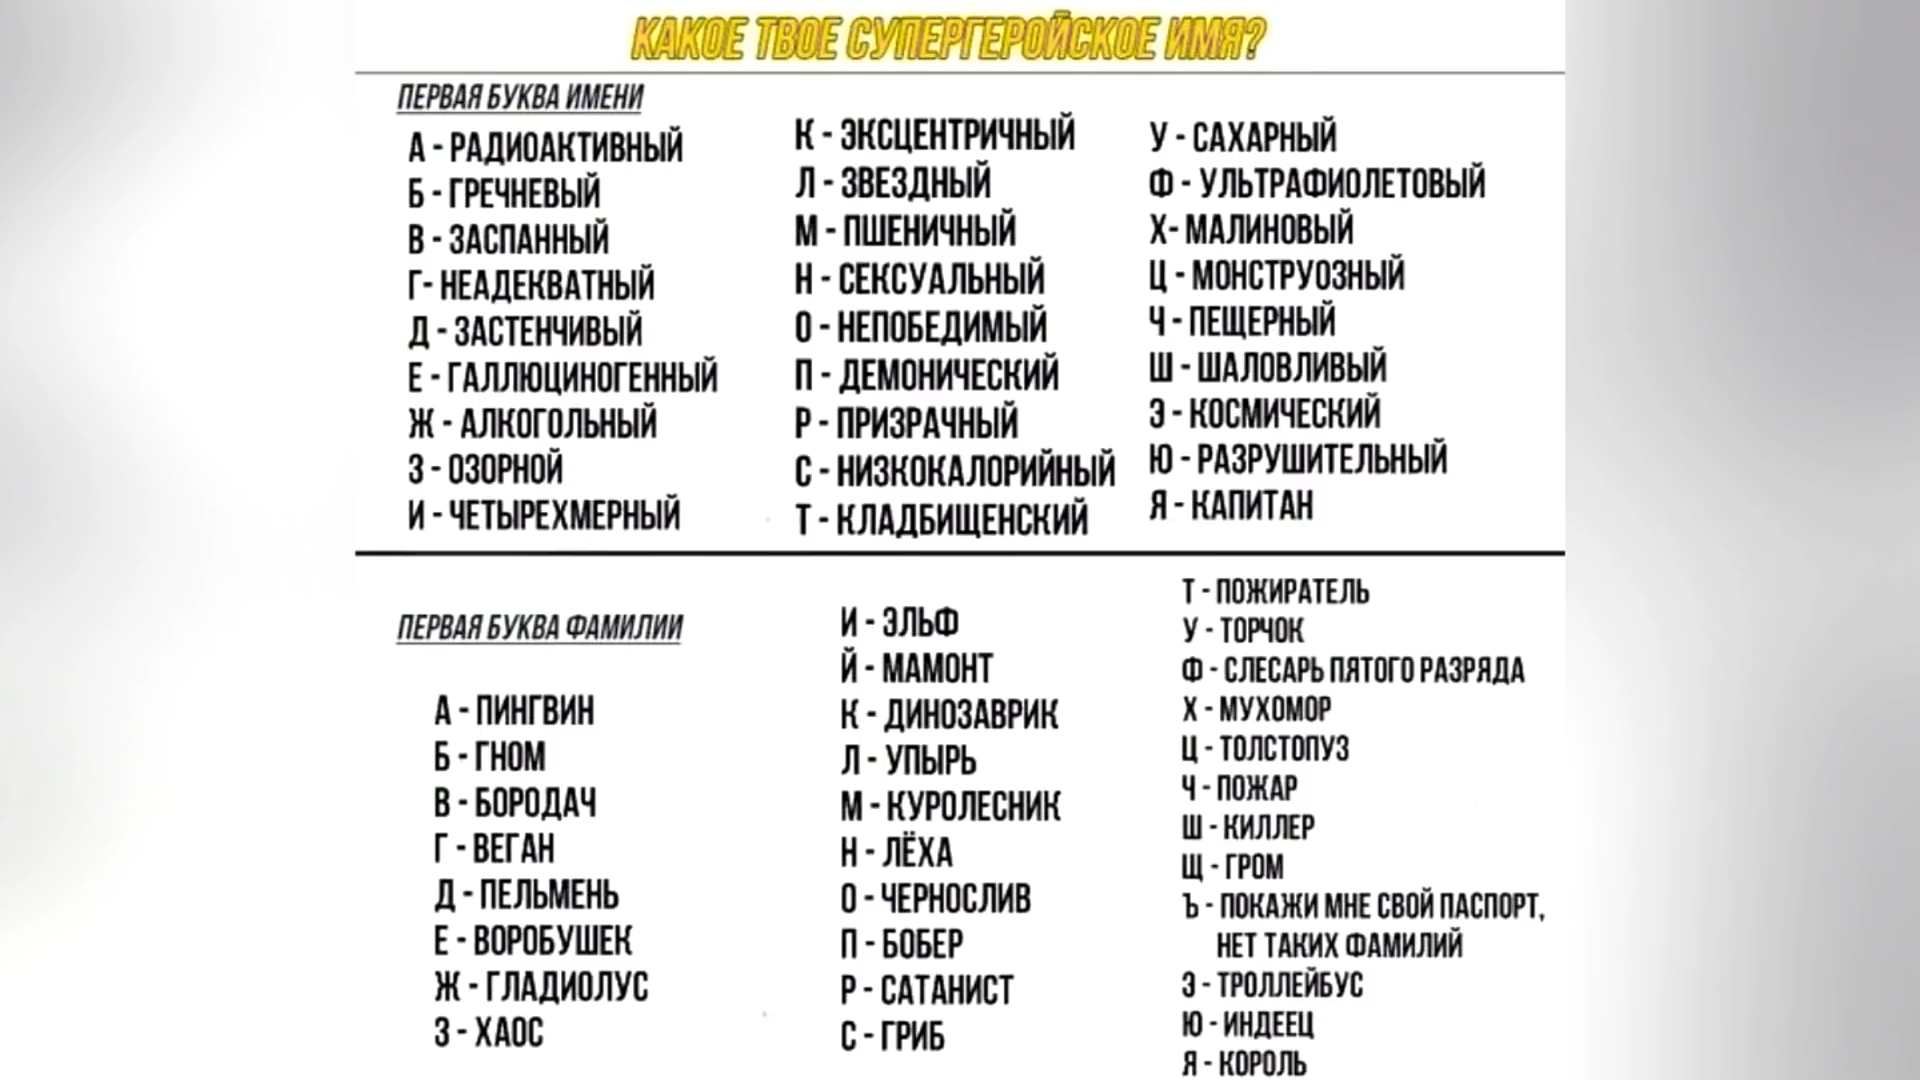 КАКОЕ ТВОЕ СУПЕРГЕРОЙСКОЕ ИМЯ?
ПЕРВАЯ БУКВА ИМЕНИ
А - РАДИОАКТИВНЫЙ
Б - ГРЕЧНЕВЫЙ
В - ЗАСПАННЫЙ
Г- НЕАДЕКВАТНЫЙ
Д - ЗАСТЕНЧИВЫЙ
Е - ГАЛЛЮЦИНОГЕННЫЙ
Ж - АЛКОГОЛЬНЫЙ
З - ОЗОРНОЙ
И - ЧЕТЫРЕХМЕРНЫЙ
К - ЭКСЦЕНТРИЧНЫЙ
Л - ЗВЕЗДНЫЙ
М - ПШЕНИЧНЫЙ
Н - СЕКСУАЛЬНЫЙ
О - НЕПОБЕДИМЫЙ
П - ДЕМОНИЧЕСКИЙ
Р - ПРИЗРАЧНЫЙ
С - НИЗКОКАЛОРИЙНЫЙ
Т - КЛАДБИЩЕНСКИЙ
У - САХАРНЫЙ
Ф - УЛЬТРАФИОЛЕТОВЫЙ
Х- МАЛИНОВЫЙ
Ц - МОНСТРУОЗНЫЙ
Ч - ПЕЩЕРНЫЙ
Ш - ШАЛОВЛИВЫЙ
Э - КОСМИЧЕСКИЙ
Ю - РАЗРУШИТЕЛЬНЫЙ
Я - КАПИТАН
ПЕРВАЯ БУКВА ФАМИЛИИ
А - ПИНГВИН
Б - ГНОМ
В - БОРОДАЧ
Г - ВЕГАН
Д - ПЕЛЬМЕНЬ
Е - ВОРОБУШЕК
Ж - ГЛАДИОЛУС
З - ХАОС
И - ЭЛЬФ
Й - МАМОНТ
К - ДИНОЗАВРИК
Л - УПЫРЬ
М - КУРОЛЕСНИК
Н - ЛЁХА
О - ЧЕРНОСЛИВ
П - БОБЕР
Р - САТАНИСТ
С - ГРИБ
Т - ПОЖИРАТЕЛЬ
У - ТОРЧОК
Ф - СЛЕСАРЬ ПЯТОГО РАЗРЯДА
Х - МУХОМОР
Ц - ТОЛСТОПУЗ
Ч - ПОЖАР
Ш - КИЛЛЕР
Щ - ГРОМ
Ъ - ПОКАЖИ МНЕ СВОЙ ПАСПОРТ,
НЕТ ТАКИХ ФАМИЛИЙ
Э - ТРОЛЛЕЙБУС
Ю - ИНДЕЕЦ
Я - КОРОЛЬ